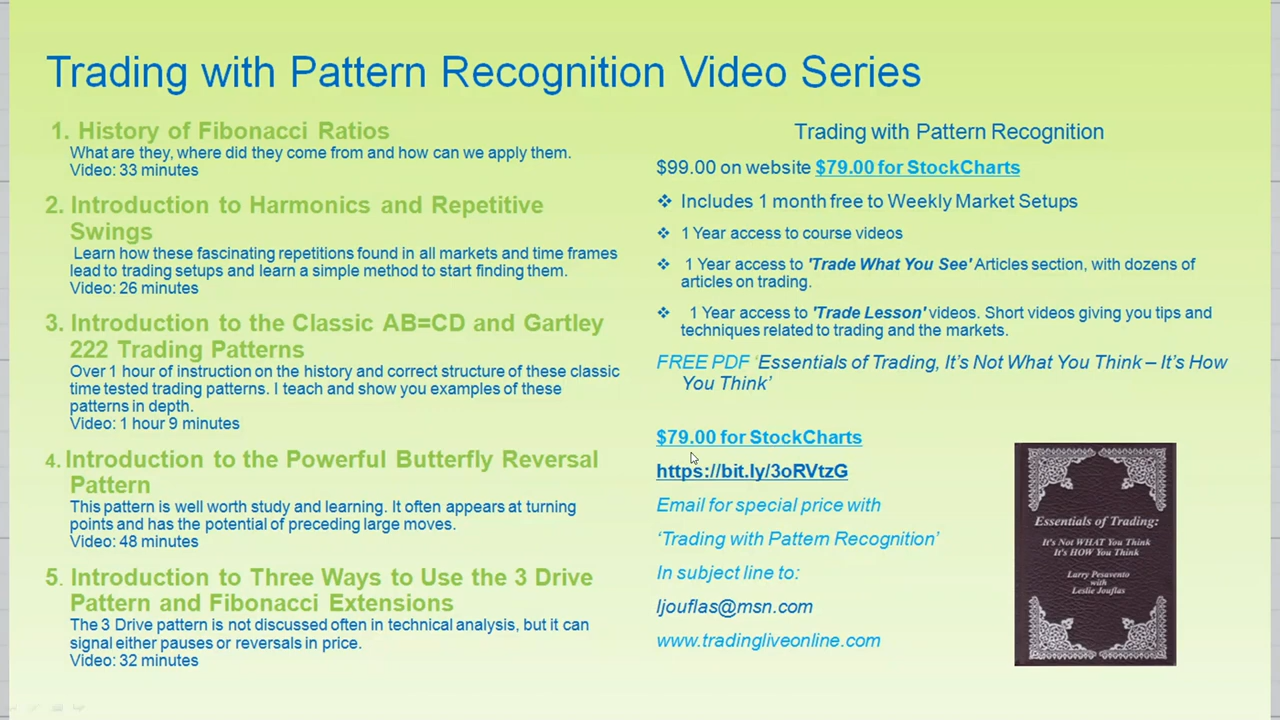 Trading with Pattern Recognition Video Series
1. History of Fibonacci Ratios
What are they, where did they come from and how can we apply them.
Video: 33 minutes
2. Introduction to Harmonics and Repetitive
Swings
Learn how these fascinating repetitions found in all markets and time frames
lead to trading setups and learn a simple method to start finding them.
Video: 26 minutes
3. Introduction to the Classic AB=CD and Gartley
222 Trading Patterns
Over 1 hour of instruction on the history and correct structure of these classic
time tested trading patterns. I teach and show you examples of these
patterns in depth.
Video: 1 hour 9 minutes
4. Introduction to the Powerful Butterfly Reversal
Pattern
This pattern is well worth study and learning. It often appears at turning
points and has the potential of preceding large moves.
Video: 48 minutes
5. Introduction to Three Ways to Use the 3 Drive
Pattern and Fibonacci Extensions
The 3 Drive pattern is not discussed often in technical analysis, but it can
signal either pauses or reversals in price.
Video: 32 minutes
Trading with Pattern Recognition
$99.00 on website $79.00 for StockCharts
❖ Includes 1 month free to Weekly Market Setups
❖ 1 Year access to course videos
❖ 1 Year access to 'Trade What You See' Articles section, with dozens of
articles on trading.
❖ 1 Year access to 'Trade Lesson' videos. Short videos giving you tips and
techniques related to trading and the markets.
FREE PDF 'Essentials of Trading, It's Not What You Think – It's How
You Think'
$79.00 for StockCharts
https://bit.ly/3oRVtzG
Email for special price with
'Trading with Pattern Recognition'
In subject line to:
ljouflas@msn.com
www.tradingliveonline.com
Essentials of Trading:
It's Not WHAT You Think
It's HOW You Think
Larry Pesavento
with
Leslie Jouflas